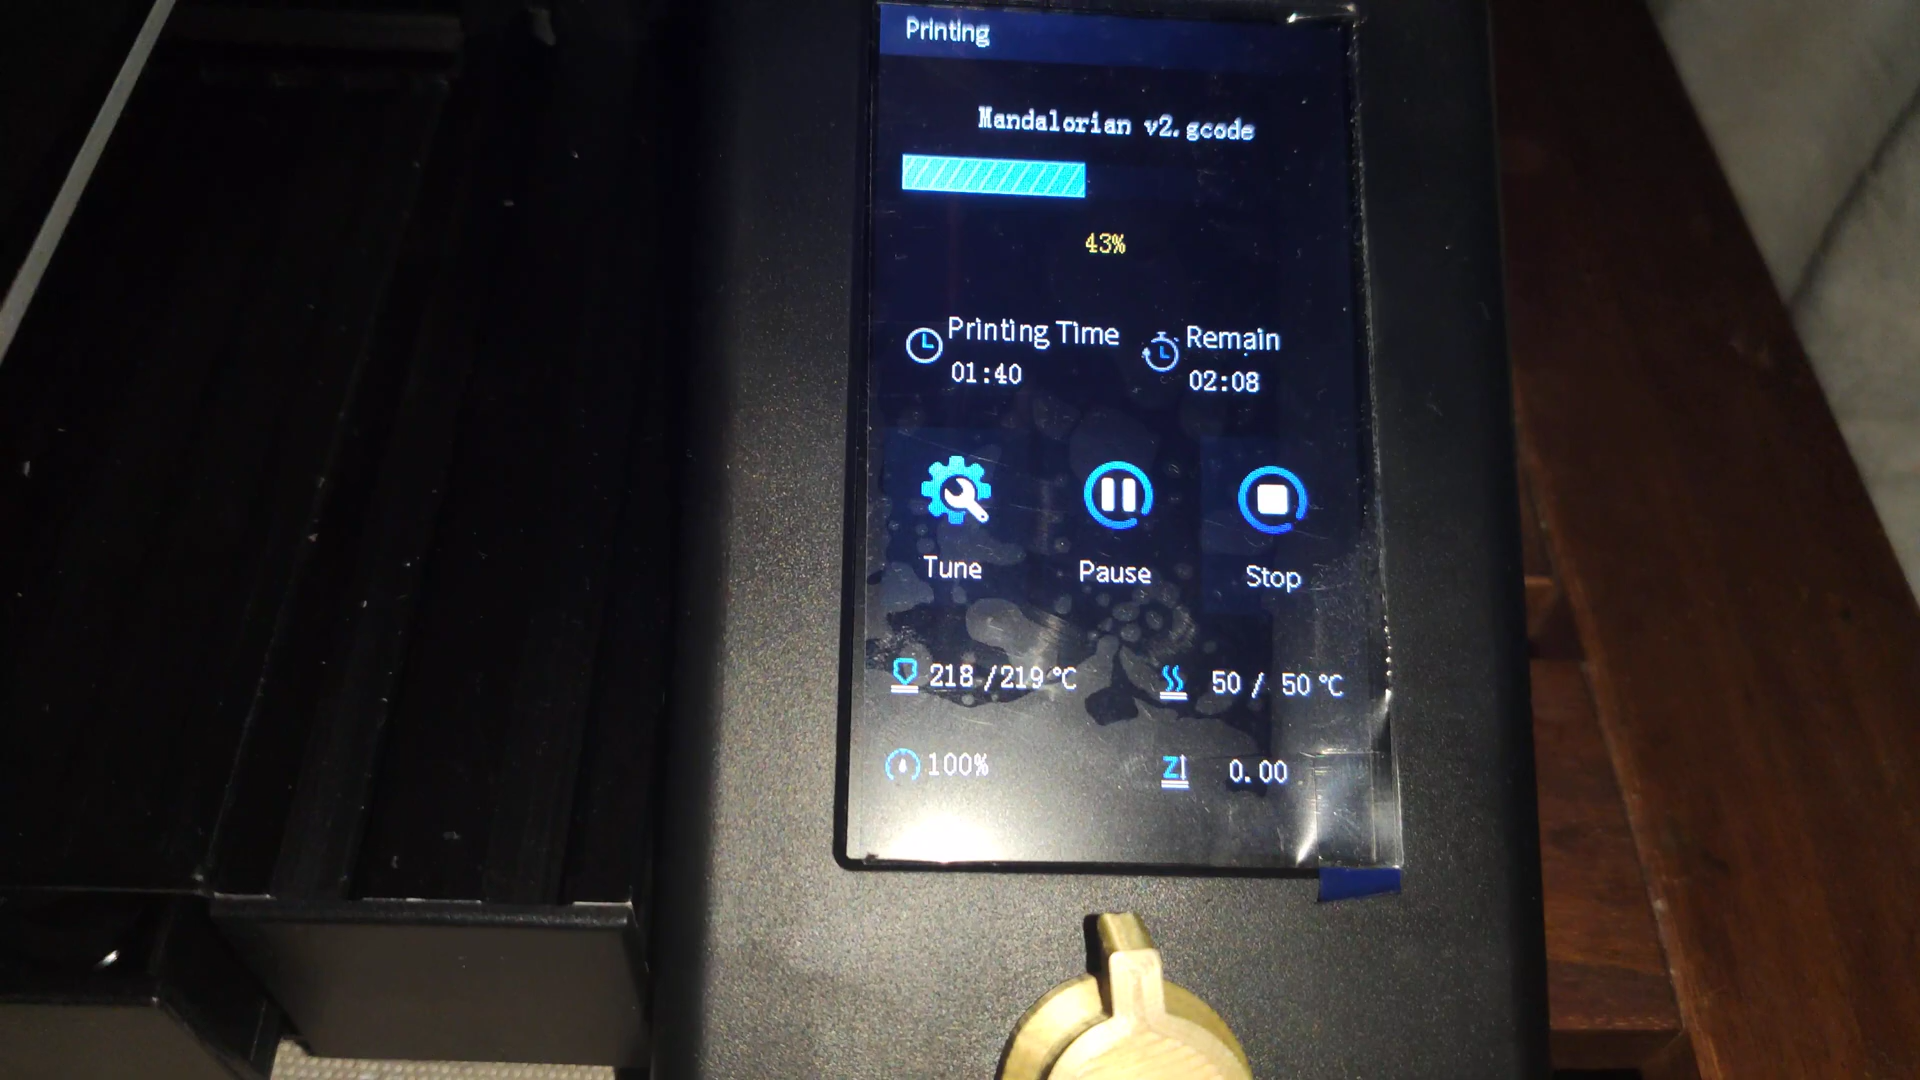 Printing
Mandalorian v2.gcode
43%
Printing Time
01:40
Remain
02:08
Tune
Pause
Stop
218 /219 °C
50 / 50 °C
100%
Z
0.00